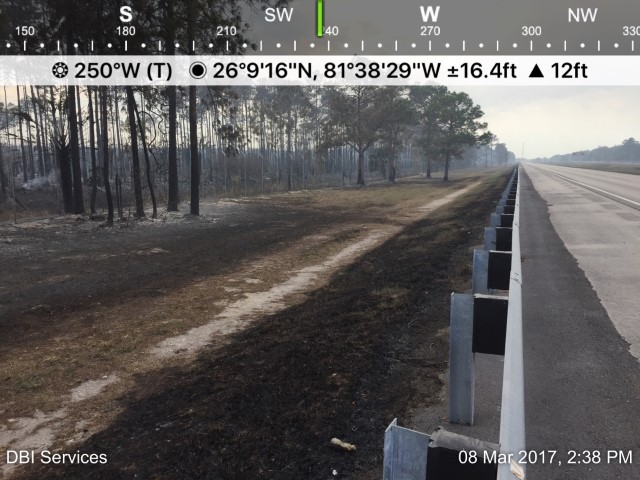 S SW W NW
150 180 210 240 270 300 330
250°W (T) 26°9'16"N, 81°38'29"W ±16.4ft ▲ 12ft
DBI Services
08 Mar 2017, 2:38 PM